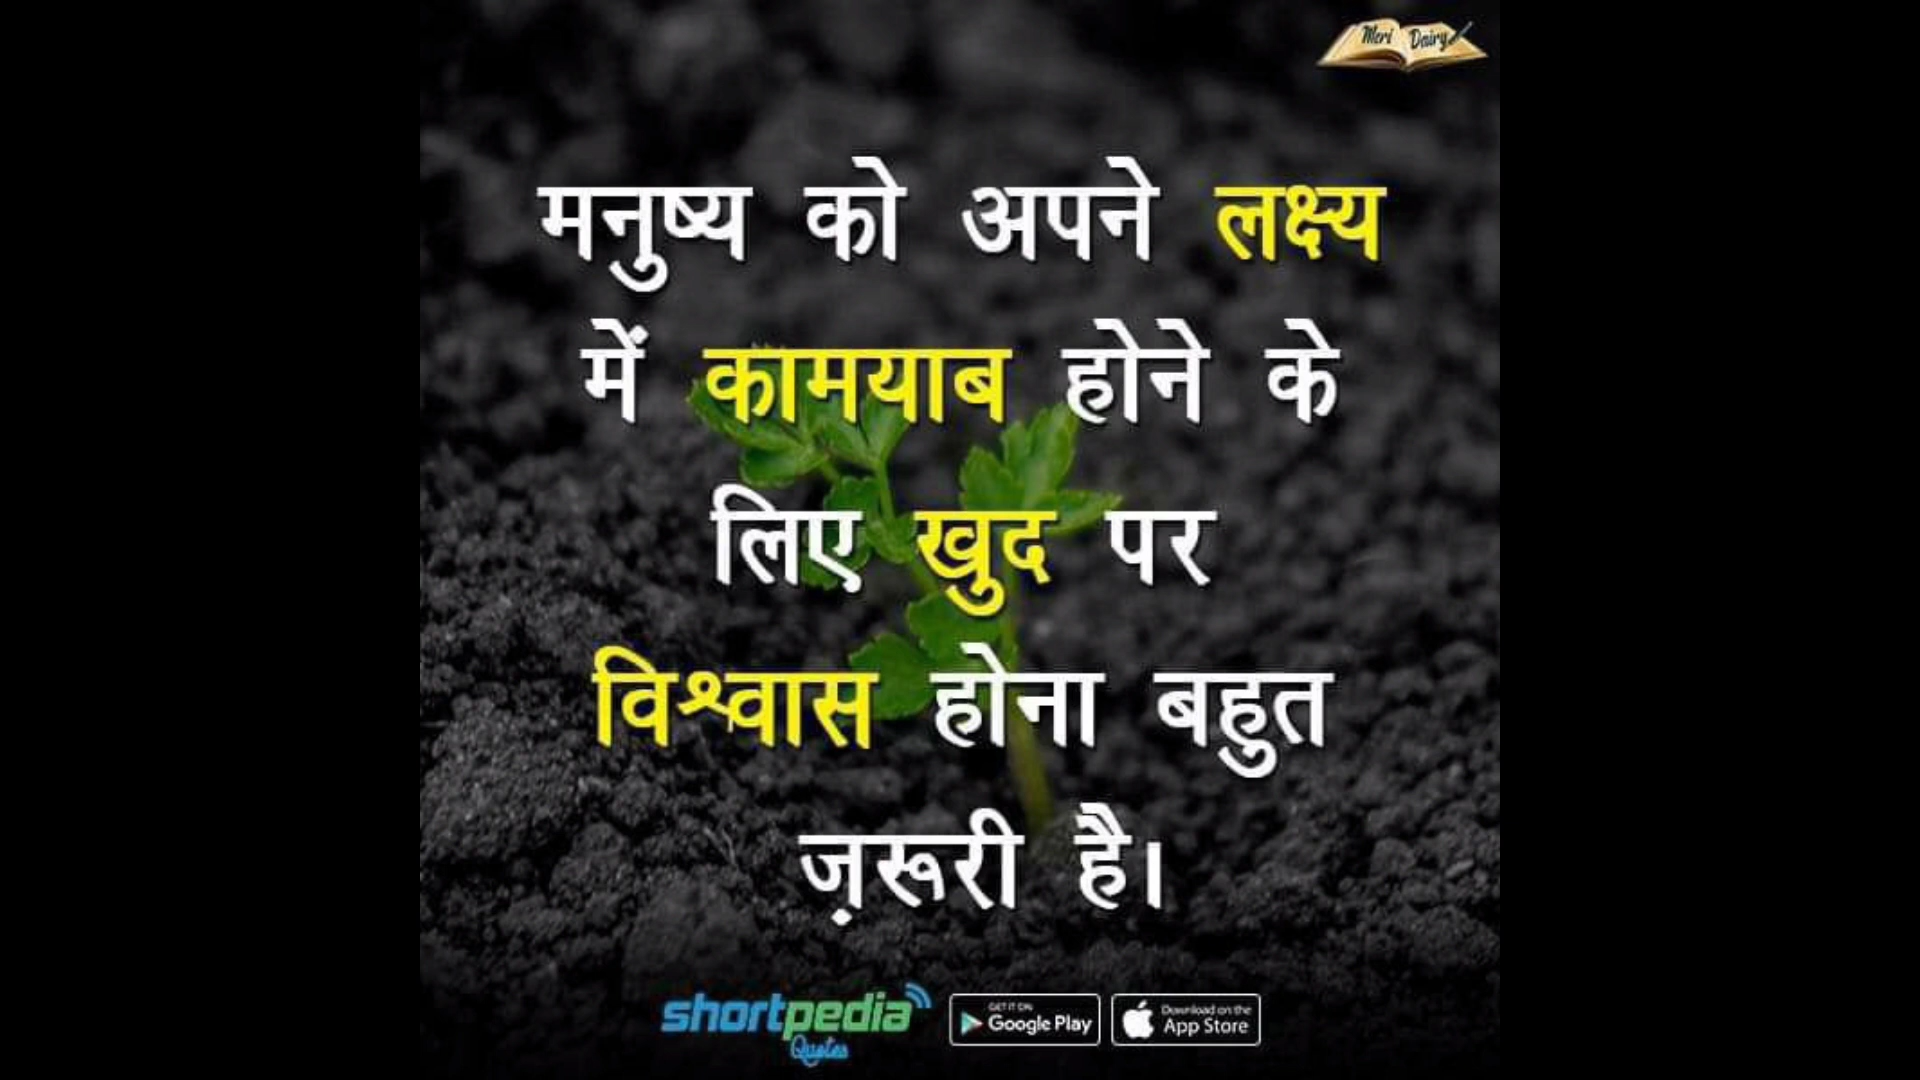 Meri Dairy
मनुष्य को अपने लक्ष्य
में कामयाब होने के
लिए खुद पर
विश्वास होना बहुत
ज़रूरी है।
shortpedia
Quotes
GET IT ON
Google Play
Download on the
App Store